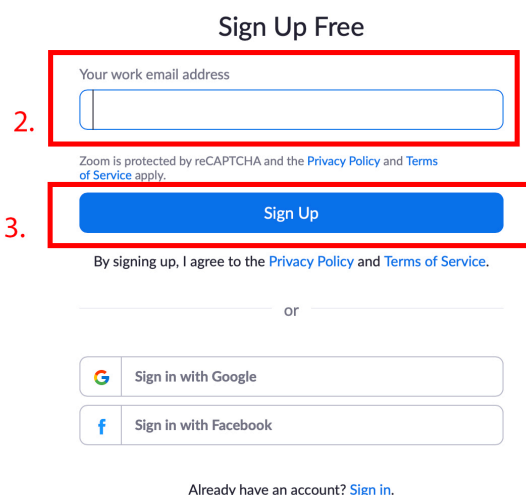 Sign Up Free
Your work email address
2.
Zoom is protected by reCAPTCHA and the Privacy Policy and Terms
of Service apply.
3.
Sign Up
By signing up, I agree to the Privacy Policy and Terms of Service.
or
Sign in with Google
Sign in with Facebook
Already have an account? Sign in.